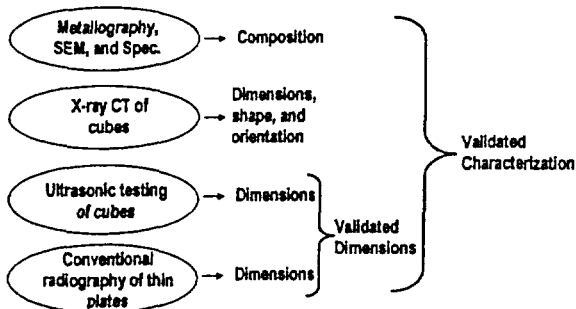 Metallography,
SEM, and Spec.
Composition
X-ray CT of
cubes
Dimensions,
shape, and
orientation
Ultrasonic testing
of cubes
Dimensions
Conventional
radiography of thin
plates
Dimensions
Validated
Dimensions
Validated
Characterization